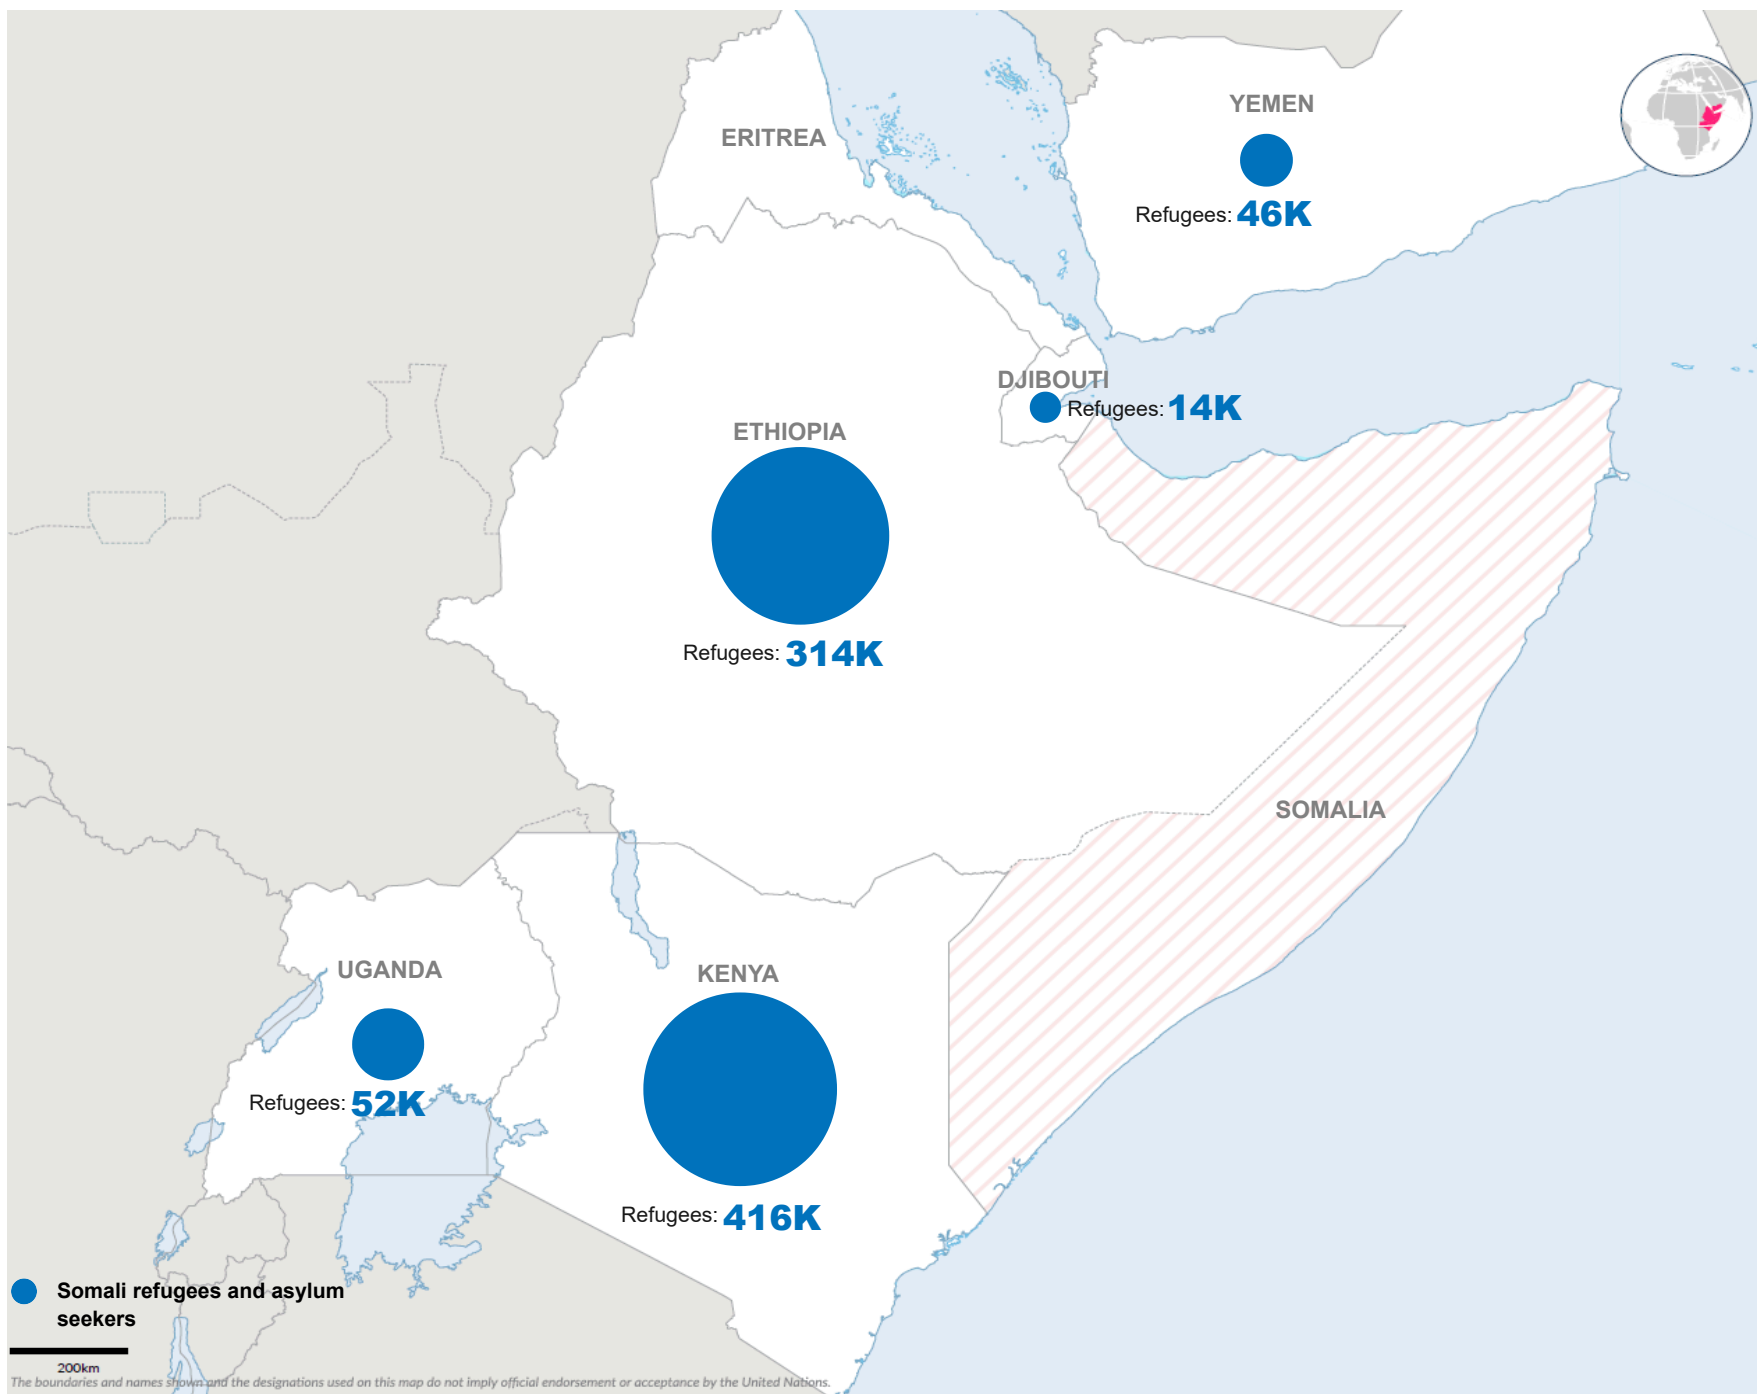 YEMEN
ERITREA
Refugees: 46K
DJIBOUTI
Refugees: 14K
ETHIOPIA
Refugees: 314K
SOMALIA
UGANDA
KENYA
Refugees: 52K
Refugees: 416K
Somali refugees and asylum
seekers
200km
The boundaries and names shown and the designations used on this map do not imply official endorsement or acceptance by the United Nations.